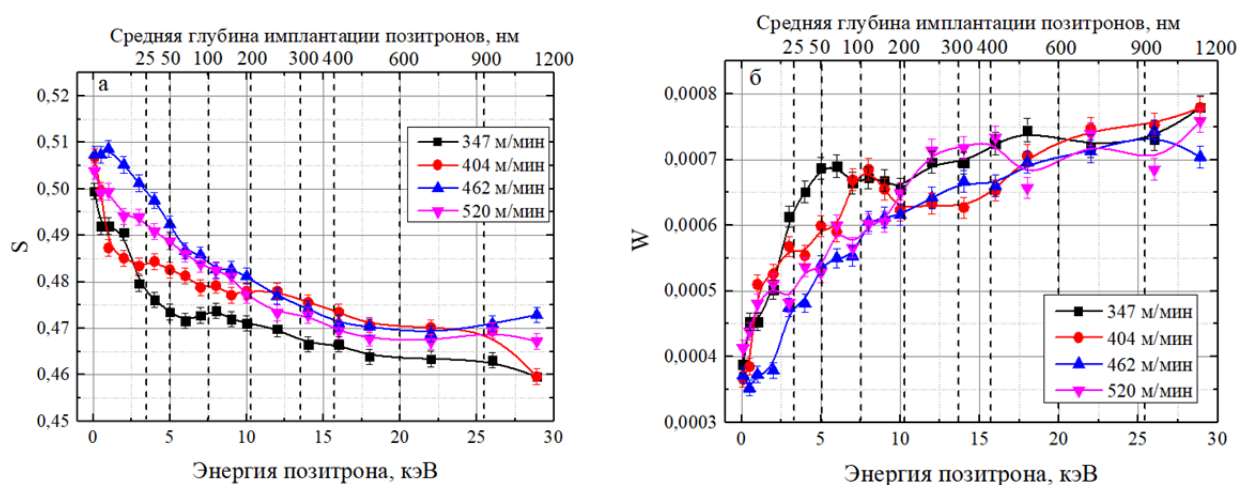 Средняя глубина имплантации позитронов, нм
25 50 100 200 300 400 600 900 1200
0,52
0,51
0,50
0,49
0,48
0,47
0,46
0,45
S
а
347 м/мин
404 м/мин
462 м/мин
520 м/мин
0 5 10 15 20 25 30
Энергия позитрона, кэВ
Средняя глубина имплантации позитронов, нм
25 50 100 200 300 400 600 900 1200
0,0008
0,0007
0,0006
0,0005
0,0004
0,0003
W
б
347 м/мин
404 м/мин
462 м/мин
520 м/мин
0 5 10 15 20 25 30
Энергия позитрона, кэВ